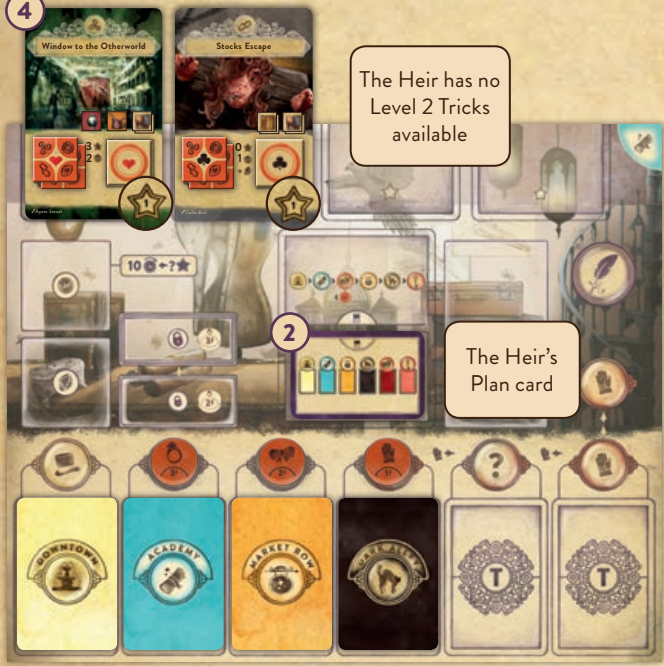 4
Window to the Otherworld
Stocks Escape
The Heir has no
Level 2 Tricks
available
3
2
0
1
1
1
10 ?
2
The Heir's
Plan card
?
DOWNTOWN
ACADEMY
MARKET ROW
DARK ALLEY
T
T